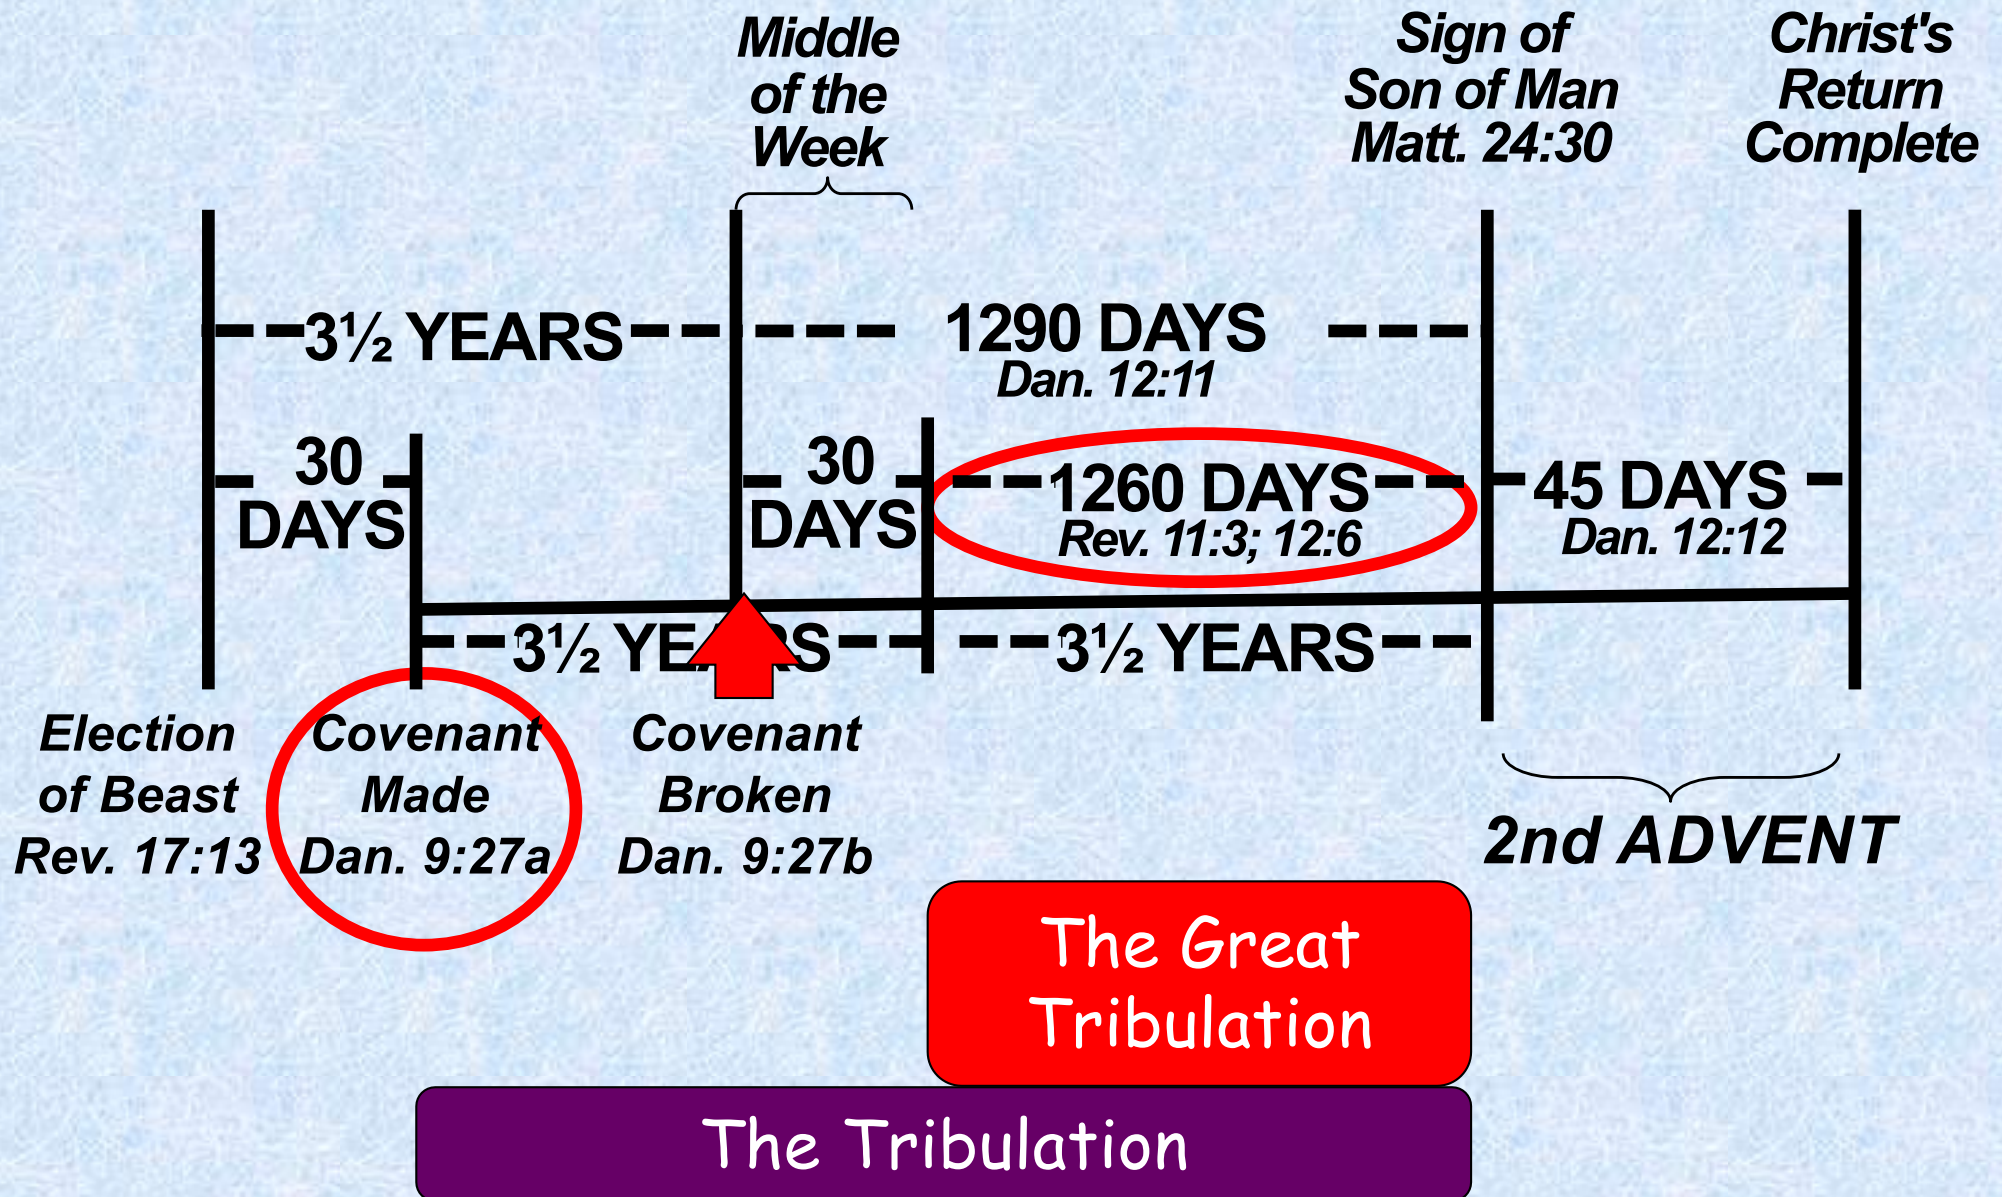 Middle
of the
Week
Sign of
Son of Man
Matt. 24:30
Christ's
Return
Complete
3½ YEARS
1290 DAYS
Dan. 12:11
30
DAYS
30
DAYS
1260 DAYS
Rev. 11:3; 12:6
45 DAYS
Dan. 12:12
3½ YEARS
3½ YEARS
Election
of Beast
Rev. 17:13
Covenant
Made
Dan. 9:27a
Covenant
Broken
Dan. 9:27b
2nd ADVENT
The Great
Tribulation
The Tribulation